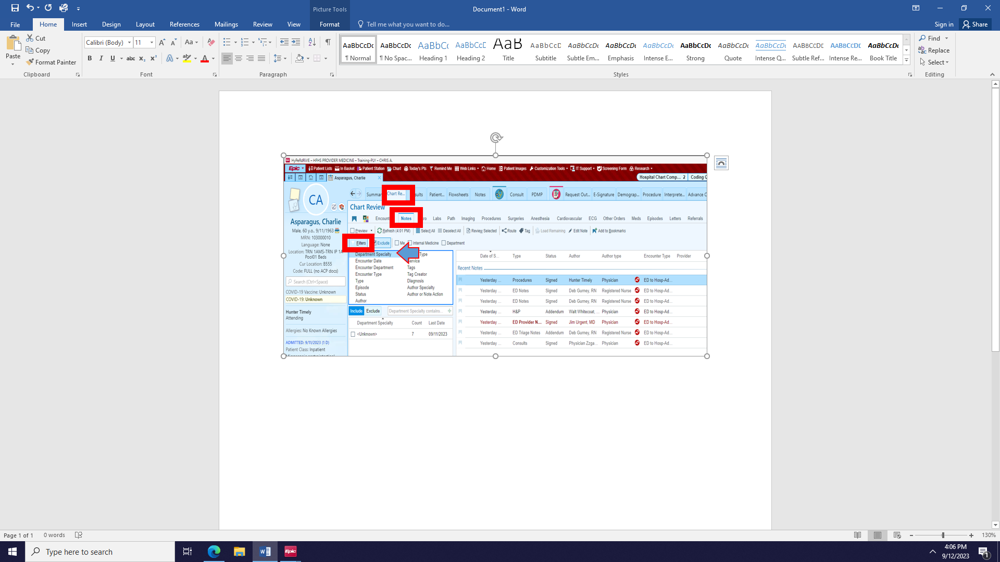 Document1 - Word
Picture Tools
File Home Insert Design Layout References Mailings Review View Format Tell me what you want to do... Sign in Share
Paste
Cut
Copy
Format Painter
Clipboard
Calibri (Body) 11
Font
Paragraph
AaBbCcDc AaBbCcDc AaBbCc AaBbCcD AaB AaBbCcD AaBbCcDc AaBbCcDc AaBbCcDc AaBbCcDc AaBbCcDc AaBbCcDc AABBCCDE AABBCCDE AaBbCcDc
¶ Normal ¶ No Spac... Heading 1 Heading 2 Title Subtitle Subtle Em... Emphasis Intense E... Strong Quote Intense Q... Subtle Ref... Intense Re... Book Title
Styles
Find
Replace
Select
Editing
HyPeRdRiVE – HFHS PROVIDER MEDICINE – Training-PLY – CHRIS A.
Epic Patient Lists In Basket Patient Station Chart Today's Pts Remind Me Web Links Home Patient Images Customization Tools IT Support Screening Form Research
Asparagus, Charlie
Hospital Chart Comp... 2 Coding Q
CA
Asparagus, Charlie
Male, 60 y.o., 9/11/1963
MRN: 103000010
Language: None
Location: TRN 1AMS-TRN IP 1A
Pool01 Beds
Cur Location: B555
Code: FULL (no ACP docs)
Search (Ctrl+Space)
COVID-19 Vaccine: Unknown
COVID-19: Unknown
Hunter Timely
Attending
Allergies: No Known Allergies
ADMITTED: 9/11/2023 (1 D)
Patient Class: Inpatient
Summar Chart Re... sults Patient... Flowsheets Notes Consult PDMP Request Out... E-Signature Demograp... Procedure Interprete... Advance C
Chart Review
Encount Notes ro Labs Path Imaging Procedures Surgeries Anesthesia Cardiovascular ECG Other Orders Meds Episodes Letters Referrals
Preview Refresh (4:01 PM) Select All Deselect All Review Selected Route Tag Load Remaining Edit Note Add to Bookmarks
Filters Exclude Me Internal Medicine Department
Department Specialty Type
Encounter Date Service
Encounter Department Tags
Encounter Type Tag Creator
Type Diagnosis
Episode Author Specialty
Status Author or Note Action
Author
Include Exclude Department Specialty contains...
Department Specialty Count Last Date
<Unknown> 7 09/11/2023
Date of S... Type Status Author Author type Encounter Type Provider
Recent Notes
Yesterday ... Procedures Signed Hunter Timely Physician ED to Hosp-Ad...
Yesterday ... ED Notes Signed Deb Gurney, RN Registered Nurse ED to Hosp-Ad...
Yesterday ... ED Notes Signed Deb Gurney, RN Registered Nurse ED to Hosp-Ad...
Yesterday ... H&P Addendum Walt Whitecoat, ... Physician ED to Hosp-Ad...
Yesterday ... ED Provider N... Signed Jim Urgent, MD Physician ED to Hosp-Ad...
Yesterday ... ED Triage Notes Addendum Deb Gurney, RN Registered Nurse ED to Hosp-Ad...
Yesterday ... Consults Signed Physician Zzga... Physician ED to Hosp-Ad...
Page 1 of 1 0 words
130%
Type here to search
Epic
4:06 PM
9/12/2023
1